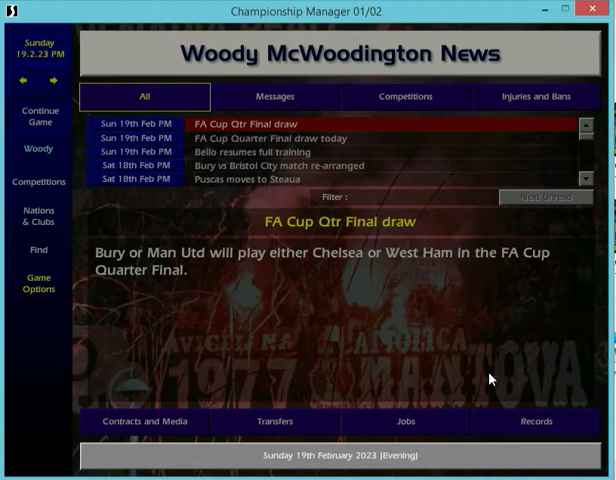 Championship Manager 01/02
Sunday
19.2.23 PM
Continue
Game
Woody
Competitions
Nations
& Clubs
Find
Game
Options
Woody McWoodington News
All
Messages
Competitions
Injuries and Bans
Sun 19th Feb PM FA Cup Qtr Final draw
Sun 19th Feb PM FA Cup Quarter Final draw today
Sun 19th Feb PM Bello resumes full training
Sat 18th Feb PM Bury vs Bristol City match re-arranged
Sat 18th Feb PM Puscas moves to Steaua
Filter :
Next Unread
FA Cup Qtr Final draw
Bury or Man Utd will play either Chelsea or West Ham in the FA Cup
Quarter Final.
1977 MANTOVA
Contracts and Media
Transfers
Jobs
Records
Sunday 19th February 2023 (Evening)